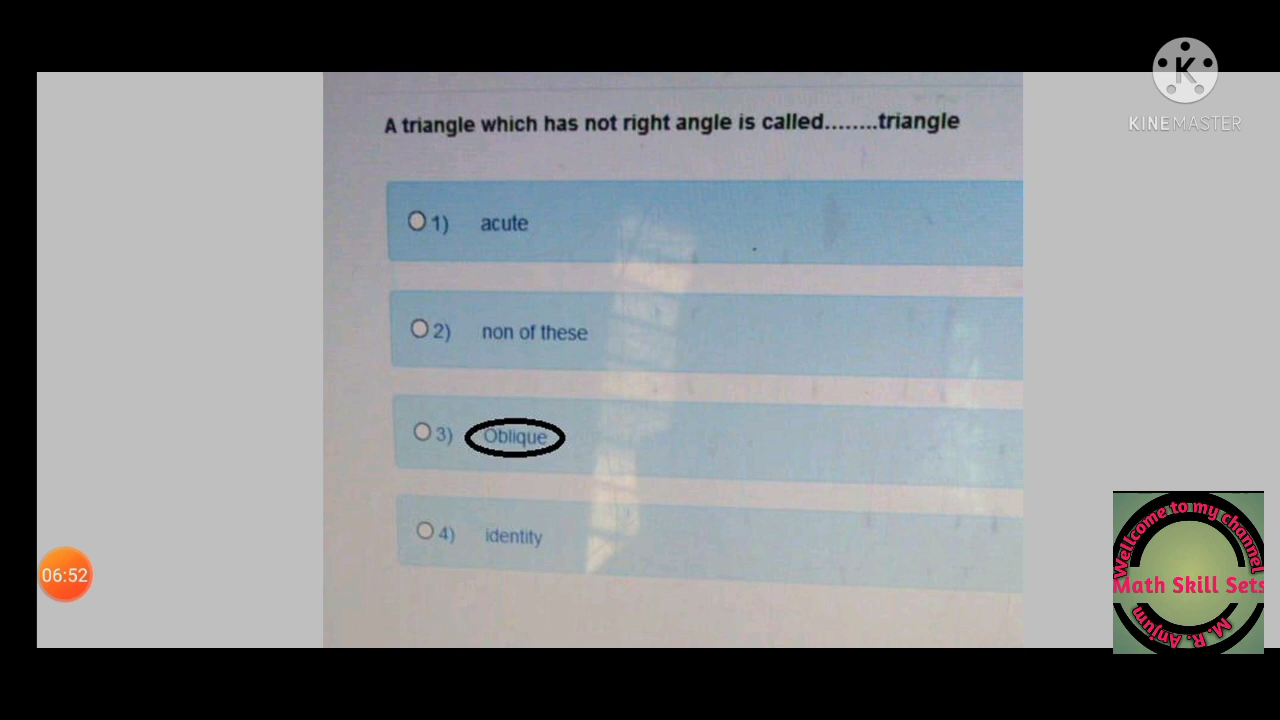 A triangle which has not right angle is called........triangle
1) acute
2) non of these
3) Oblique
4) identity
K
KINEMASTER
06:52
Wellcome to my channel
Math Skill Sets
M. R. Anjum